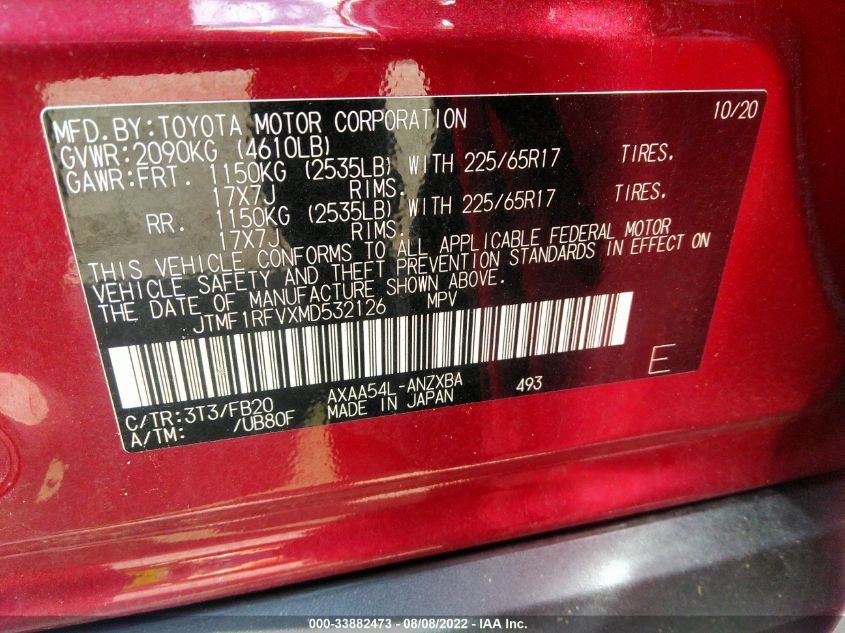 10/20
MFD.BY:TOYOTA MOTOR CORPORATION
GVWR:2090KG (4610LB)
GAWR:FRT. 1150KG (2535LB) WITH 225/65R17 TIRES.
17X7J RIMS.
RR. 1150KG (2535LB) WITH 225/65R17 TIRES.
17X7J RIMS.
THIS VEHICLE CONFORMS TO ALL APPLICABLE FEDERAL MOTOR
VEHICLE SAFETY AND THEFT PREVENTION STANDARDS IN EFFECT ON
THE DATE OF MANUFACTURE SHOWN ABOVE.
JTMF1RFVXMD532126 MPV
C/TR:3T3/FB20 AXAA54L-ANZXBA 493 E
A/TM: /UB80F MADE IN JAPAN
000-33882473 - 08/08/2022 - IAA Inc.